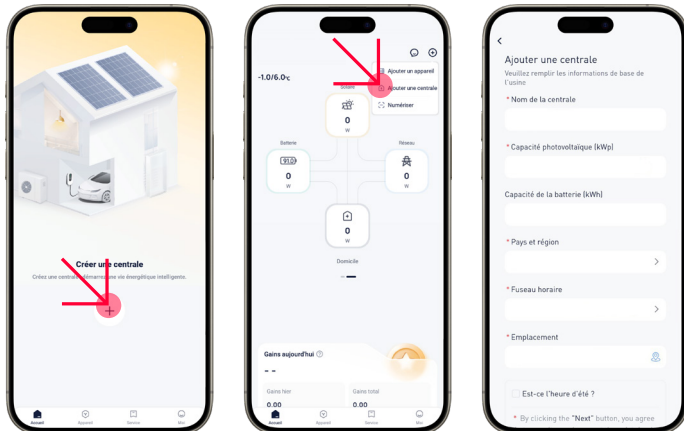 Créer une centrale
Créez une centrale, démarrez une vie énergétique intelligente.
Accueil
Appareil
Service
Moi
-1.0/6.0℃
Ajouter un appareil
Ajouter une centrale
Numériser
Solaire
0
W
Batterie
Réseau
91.0
0
0
W
W
0
W
Domicile
Gains aujourd'hui
--
Gains hier
Gains total
0.00
0.00
Accueil
Appareil
Service
Moi
Ajouter une centrale
Veuillez remplir les informations de base de
l'usine
* Nom de la centrale
* Capacité photovoltaïque (kWp)
Capacité de la batterie (kWh)
* Pays et région
* Fuseau horaire
* Emplacement
Est-ce l'heure d'été ?
* By clicking the "Next" button, you agree